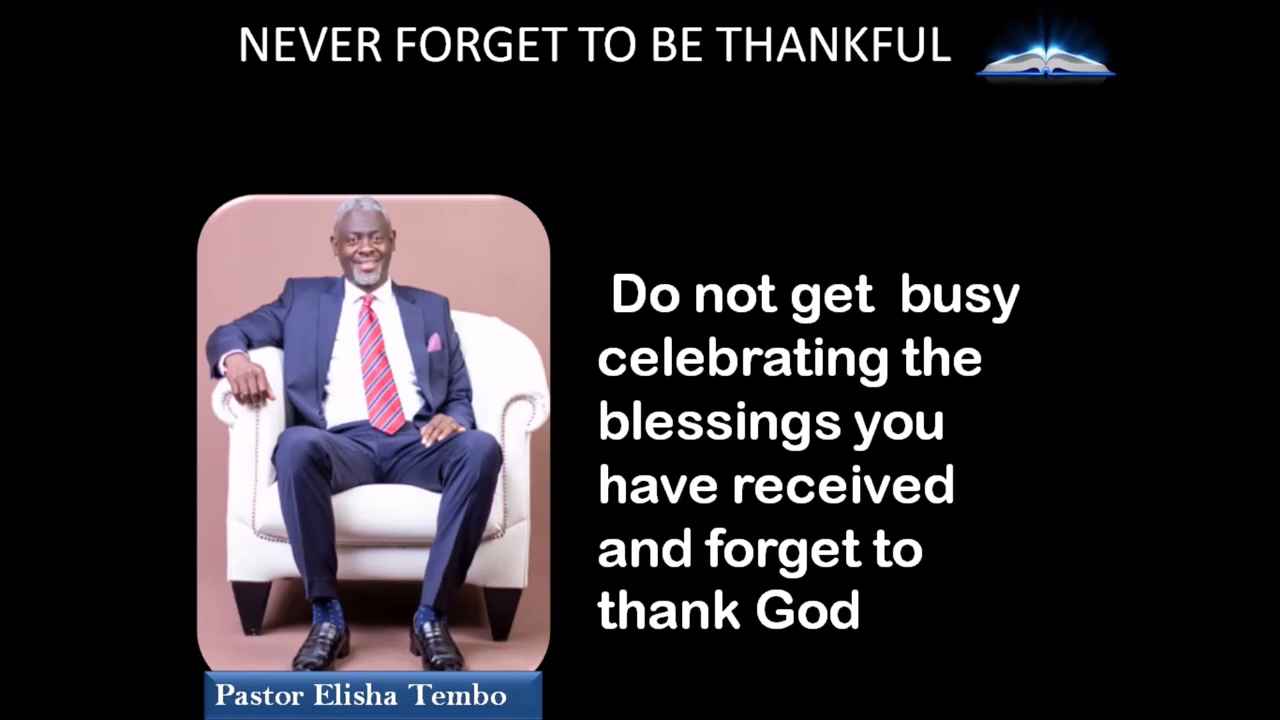 NEVER FORGET TO BE THANKFUL
Do not get busy
celebrating the
blessings you
have received
and forget to
thank God
Pastor Elisha Tembo